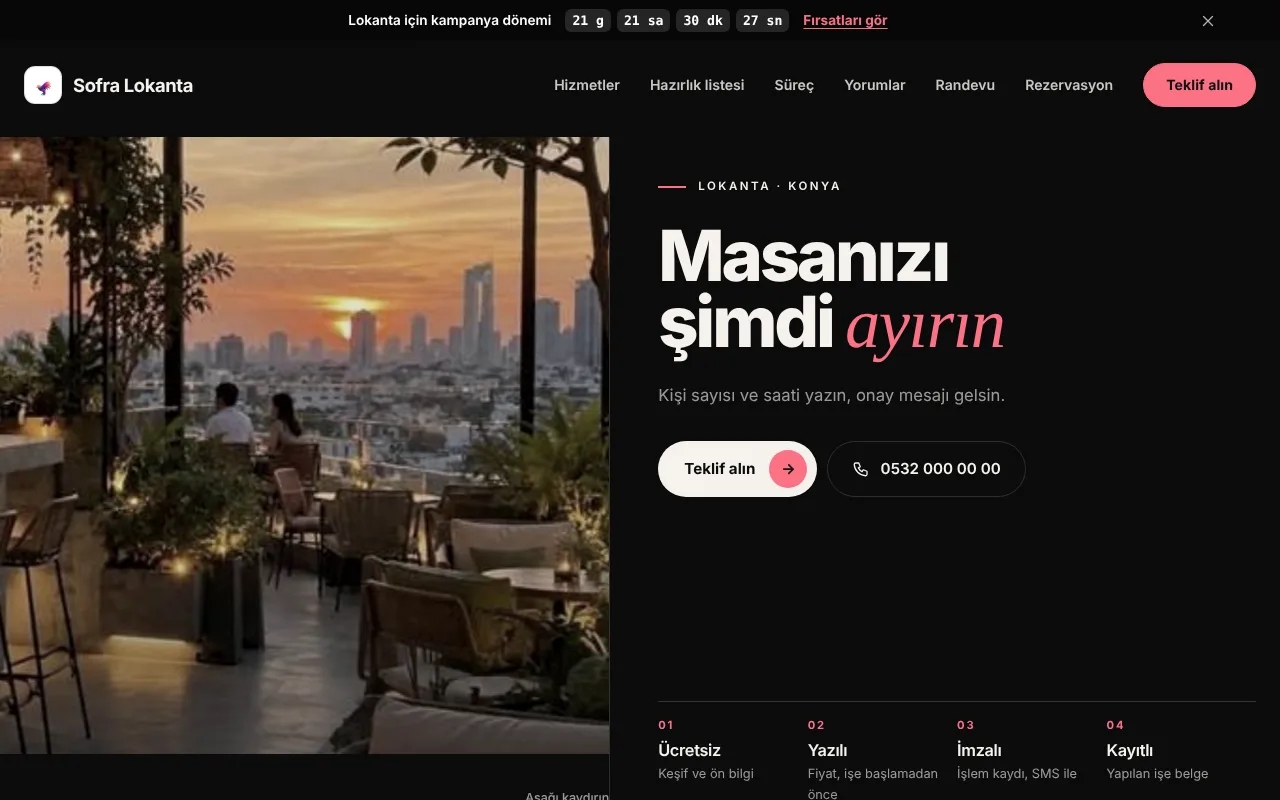 Lokanta için kampanya dönemi 21 g 21 sa 30 dk 27 sn Fırsatları gör
Sofra Lokanta Hizmetler Hazırlık listesi Süreç Yorumlar Randevu Rezervasyon Teklif alın
LOKANTA · KONYA
Masanızı
şimdi ayırın
Kişi sayısı ve saati yazın, onay mesajı gelsin.
Teklif alın → 0532 000 00 00
01 02 03 04
Ücretsiz Yazılı İmzalı Kayıtlı
Keşif ve ön bilgi Fiyat, işe başlamadan İşlem kaydı, SMS ile Yapılan işe belge
önce
Aşağı kaydırın